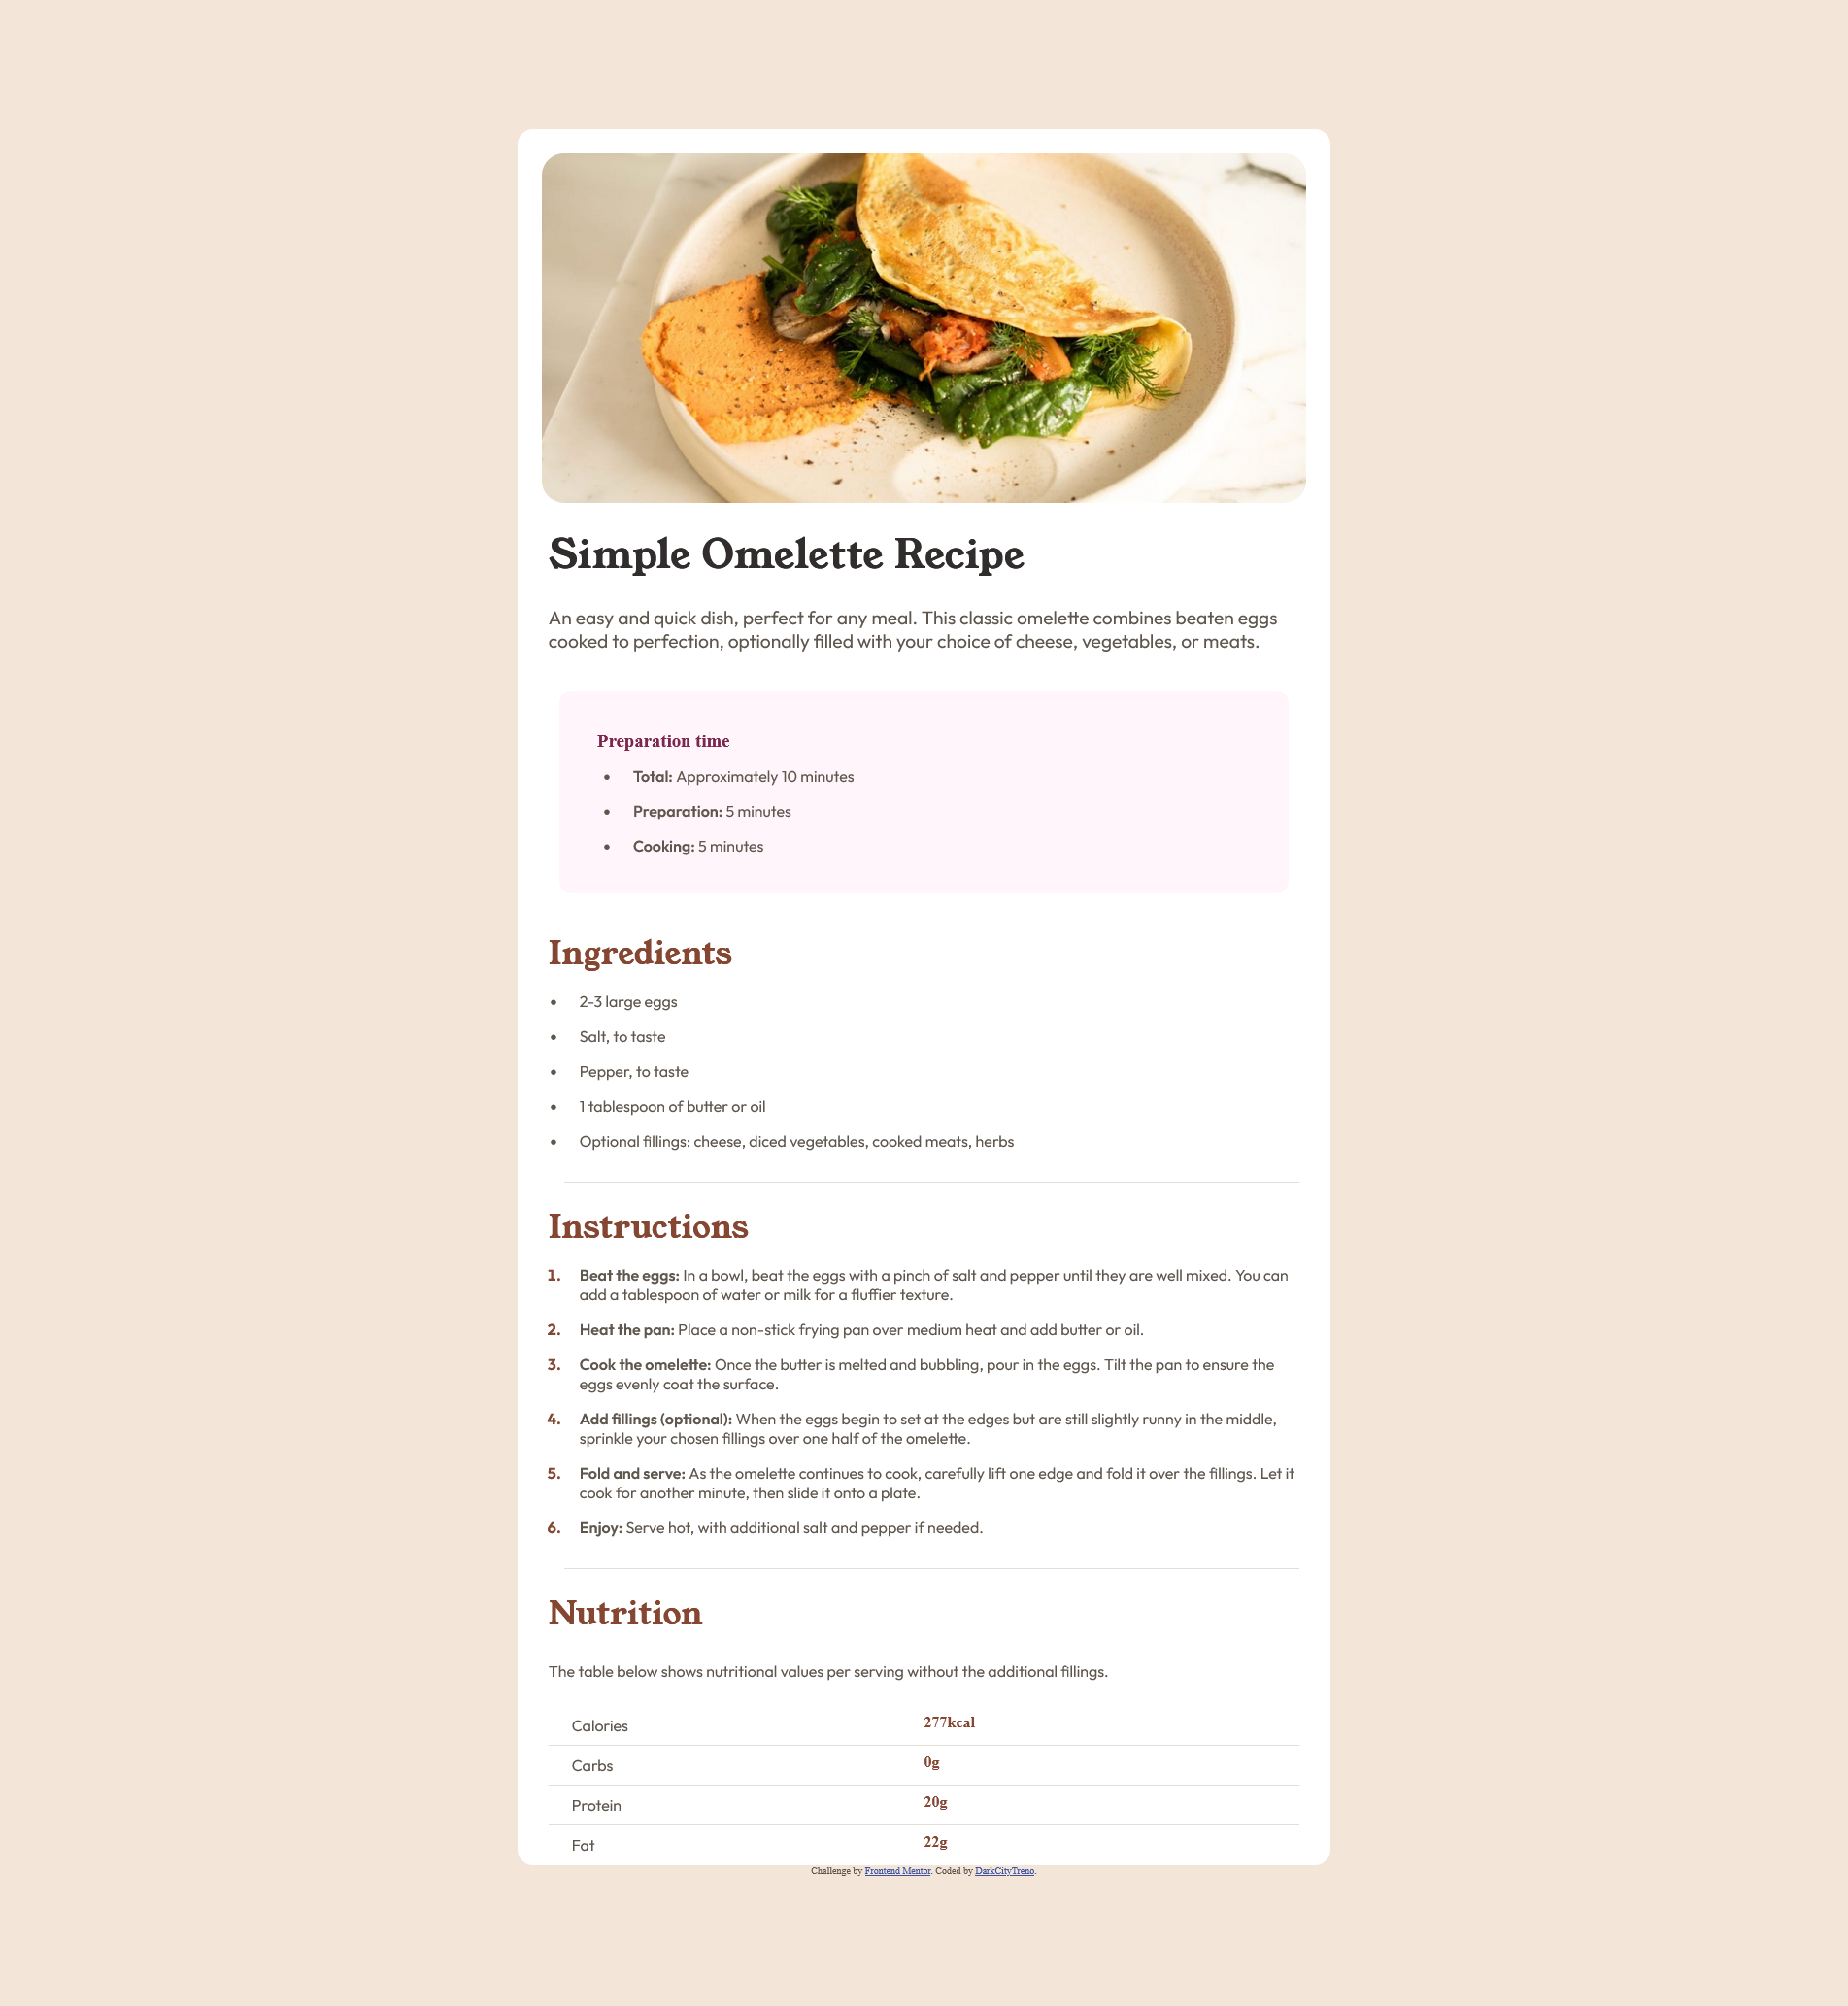 Simple Omelette Recipe
An easy and quick dish, perfect for any meal. This classic omelette combines beaten eggs
cooked to perfection, optionally filled with your choice of cheese, vegetables, or meats.
Preparation time
• Total: Approximately 10 minutes
• Preparation: 5 minutes
• Cooking: 5 minutes
Ingredients
• 2-3 large eggs
• Salt, to taste
• Pepper, to taste
• 1 tablespoon of butter or oil
• Optional fillings: cheese, diced vegetables, cooked meats, herbs
Instructions
1. Beat the eggs: In a bowl, beat the eggs with a pinch of salt and pepper until they are well mixed. You can
add a tablespoon of water or milk for a fluffier texture.
2. Heat the pan: Place a non-stick frying pan over medium heat and add butter or oil.
3. Cook the omelette: Once the butter is melted and bubbling, pour in the eggs. Tilt the pan to ensure the
eggs evenly coat the surface.
4. Add fillings (optional): When the eggs begin to set at the edges but are still slightly runny in the middle,
sprinkle your chosen fillings over one half of the omelette.
5. Fold and serve: As the omelette continues to cook, carefully lift one edge and fold it over the fillings. Let it
cook for another minute, then slide it onto a plate.
6. Enjoy: Serve hot, with additional salt and pepper if needed.
Nutrition
The table below shows nutritional values per serving without the additional fillings.
Calories 277kcal
Carbs 0g
Protein 20g
Fat 22g
Challenge by Frontend Mentor. Coded by DarkCityTreno.